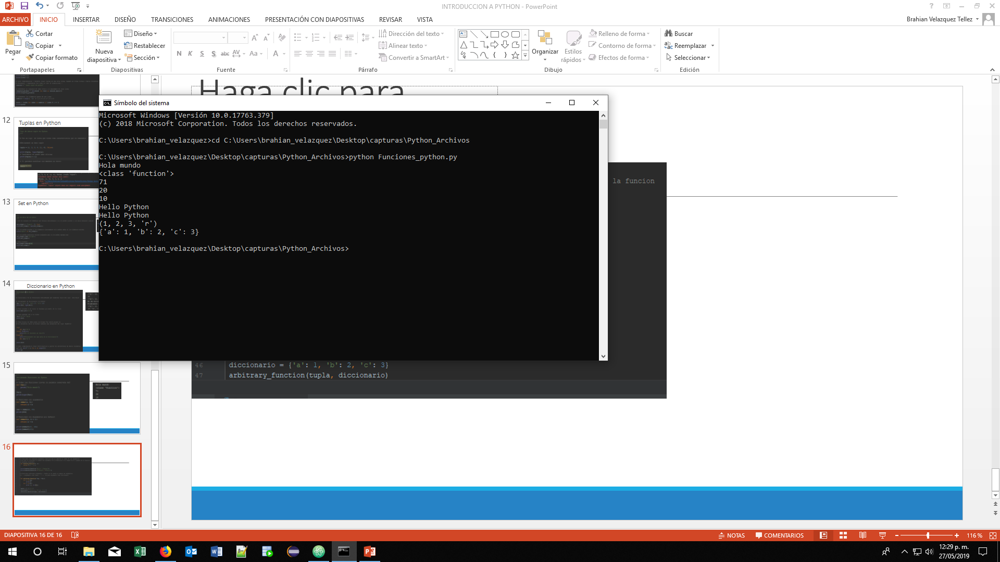 INTRODUCCION A PYTHON - PowerPoint
ARCHIVO INICIO INSERTAR DISEÑO TRANSICIONES ANIMACIONES PRESENTACIÓN CON DIAPOSITIVAS REVISAR VISTA
Brahian Velazquez Tellez
Pegar
Cortar
Copiar
Copiar formato
Portapapeles
Nueva diapositiva
Diseño
Restablecer
Sección
Diapositivas
N K S S abc AV Aa A
Fuente
Dirección del texto
Alinear texto
Convertir a SmartArt
Párrafo
Organizar
Estilos rápidos
Relleno de forma
Contorno de forma
Efectos de forma
Dibujo
Buscar
Reemplazar
Seleccionar
Edición
12
Tuplas en Python
13
Set en Python
14
Diccionario en Python
15
16
Haga clic para
Símbolo del sistema
Microsoft Windows [Versión 10.0.17763.379]
(c) 2018 Microsoft Corporation. Todos los derechos reservados.
C:\Users\brahian_velazquez>cd C:\Users\brahian_velazquez\Desktop\capturas\Python_Archivos
C:\Users\brahian_velazquez\Desktop\capturas\Python_Archivos>python Funciones_python.py
Hola mundo
<class 'function'>
71
20
10
Hello Python
Hello Python
(1, 2, 3, 'r')
{'a': 1, 'b': 2, 'c': 3}
C:\Users\brahian_velazquez\Desktop\capturas\Python_Archivos>
la funcion
46 diccionario = {'a': 1, 'b': 2, 'c': 3}
47 arbitrary_function(tupla, diccionario)
DIAPOSITIVA 16 DE 16
NOTAS
COMENTARIOS
116 %
12:29 p. m.
27/05/2019